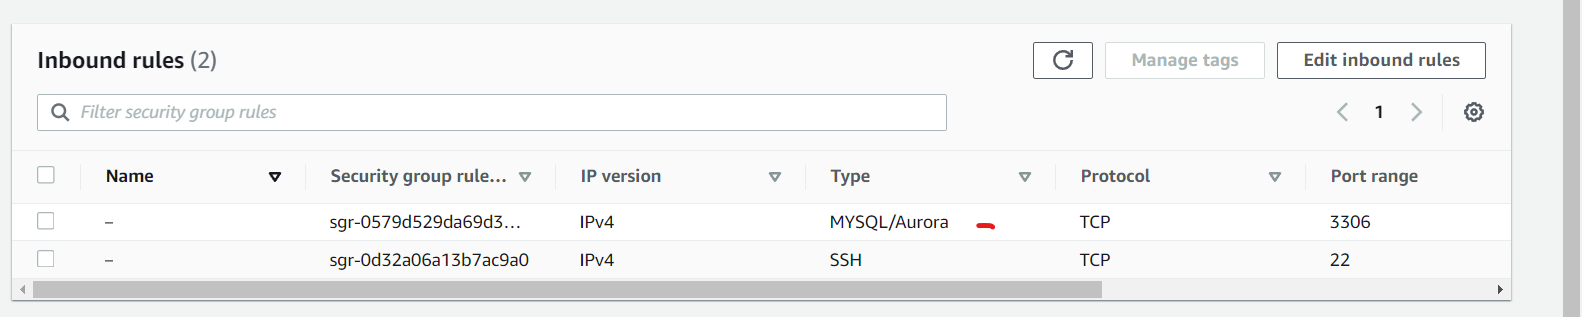 Inbound rules (2)
Manage tags
Edit inbound rules
Filter security group rules
1
Name Security group rule... IP version Type Protocol Port range
– sgr-0579d529da69d3... IPv4 MYSQL/Aurora TCP 3306
– sgr-0d32a06a13b7ac9a0 IPv4 SSH TCP 22